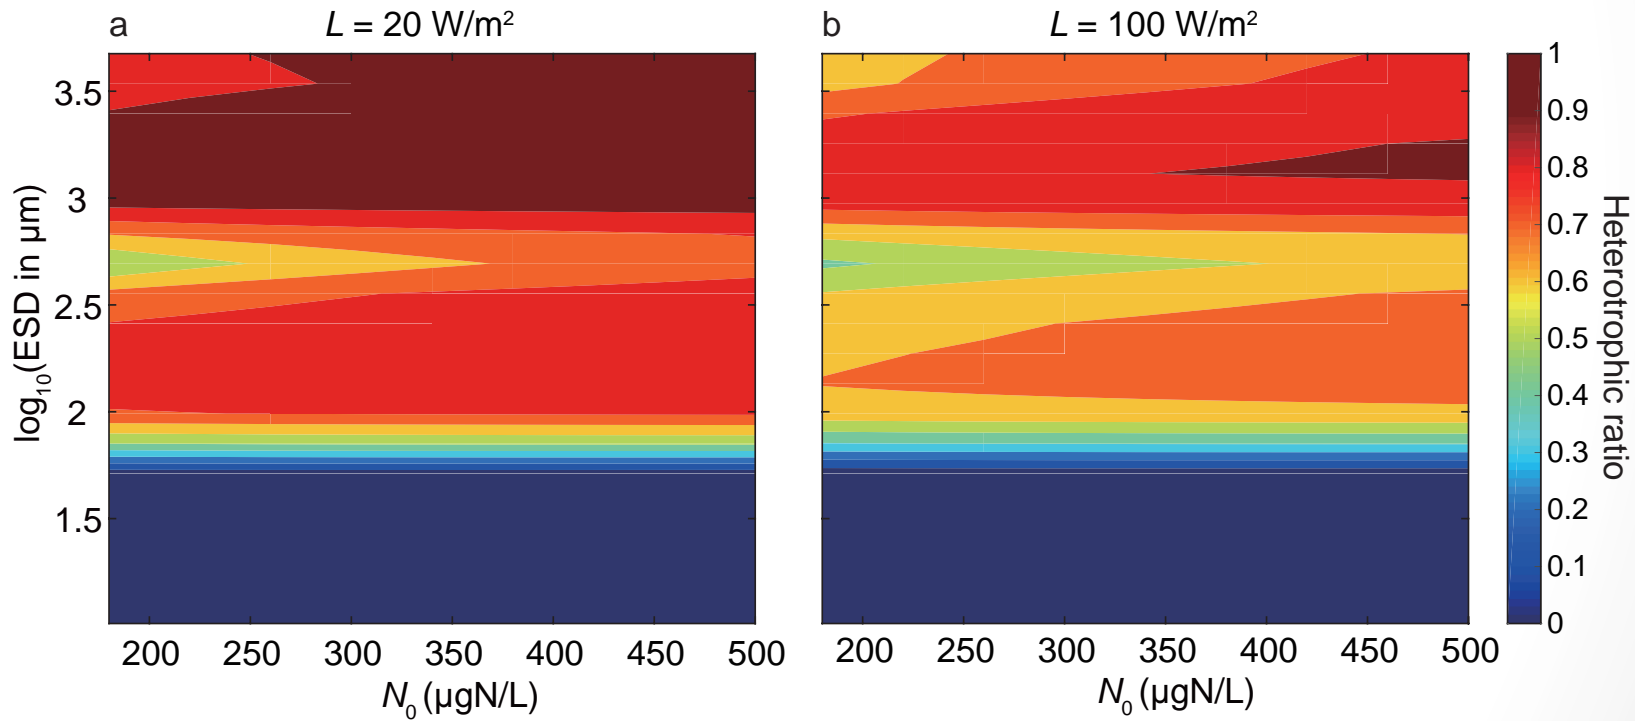 a
L = 20 W/m²
b
L = 100 W/m²
log₁₀(ESD in μm)
3.5
3
2.5
2
1.5
200 250 300 350 400 450 500
N₀ (μgN/L)
200 250 300 350 400 450 500
N₀ (μgN/L)
1
0.9
0.8
0.7
0.6
0.5
0.4
0.3
0.2
0.1
0
Heterotrophic ratio